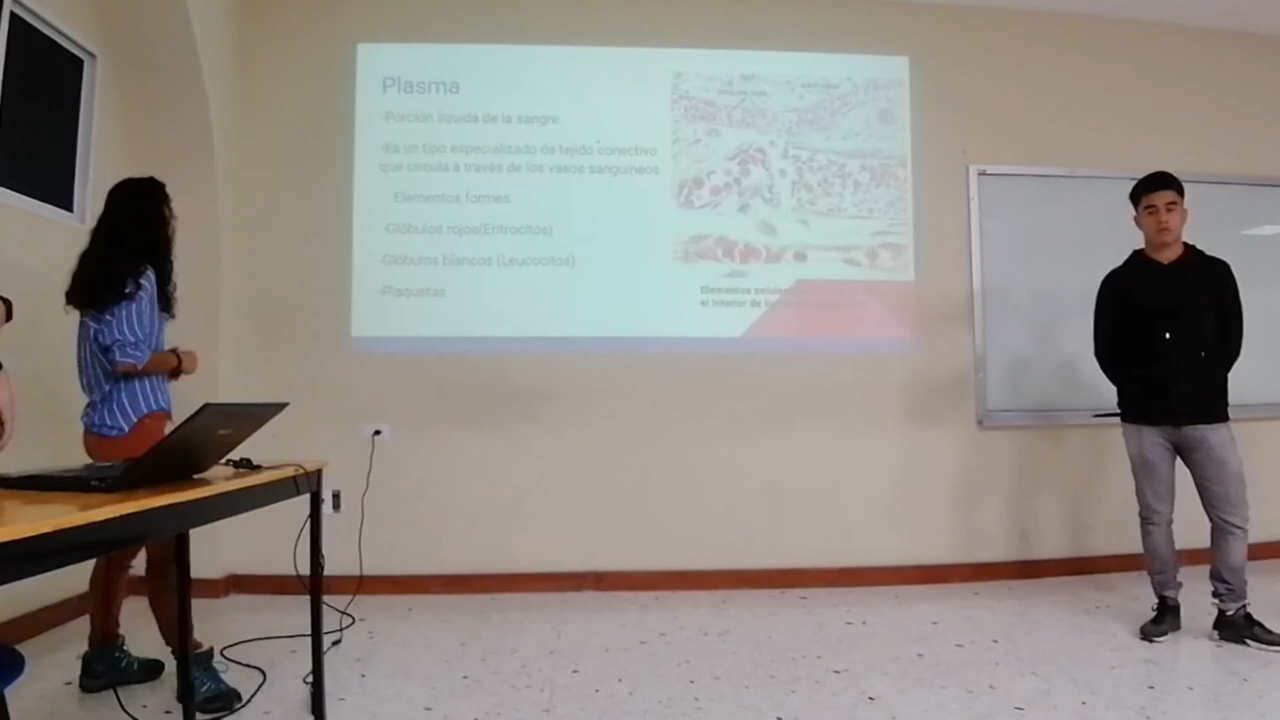 Plasma
-Porción líquida de la sangre.
-Es un tipo especializado de tejido conectivo
que circula a través de los vasos sanguíneos.
Elementos formes:
-Glóbulos rojos(Eritrocitos)
-Glóbulos blancos (Leucocitos)
-Plaquetas.
Elementos
el interior de